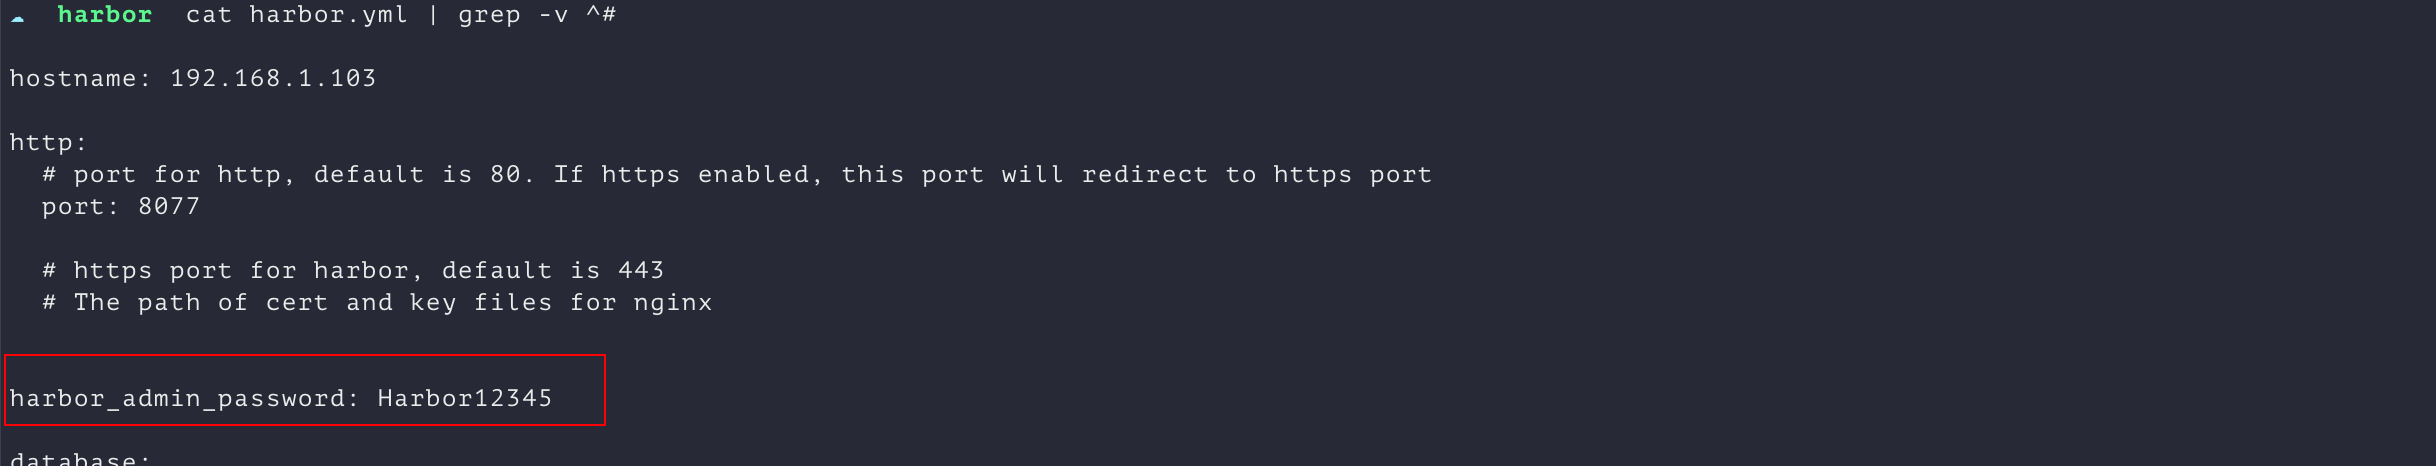 harbor cat harbor.yml | grep -v ^#
hostname: 192.168.1.103
http:
# port for http, default is 80. If https enabled, this port will redirect to https port
port: 8077
# https port for harbor, default is 443
# The path of cert and key files for nginx
harbor_admin_password: Harbor12345
database: